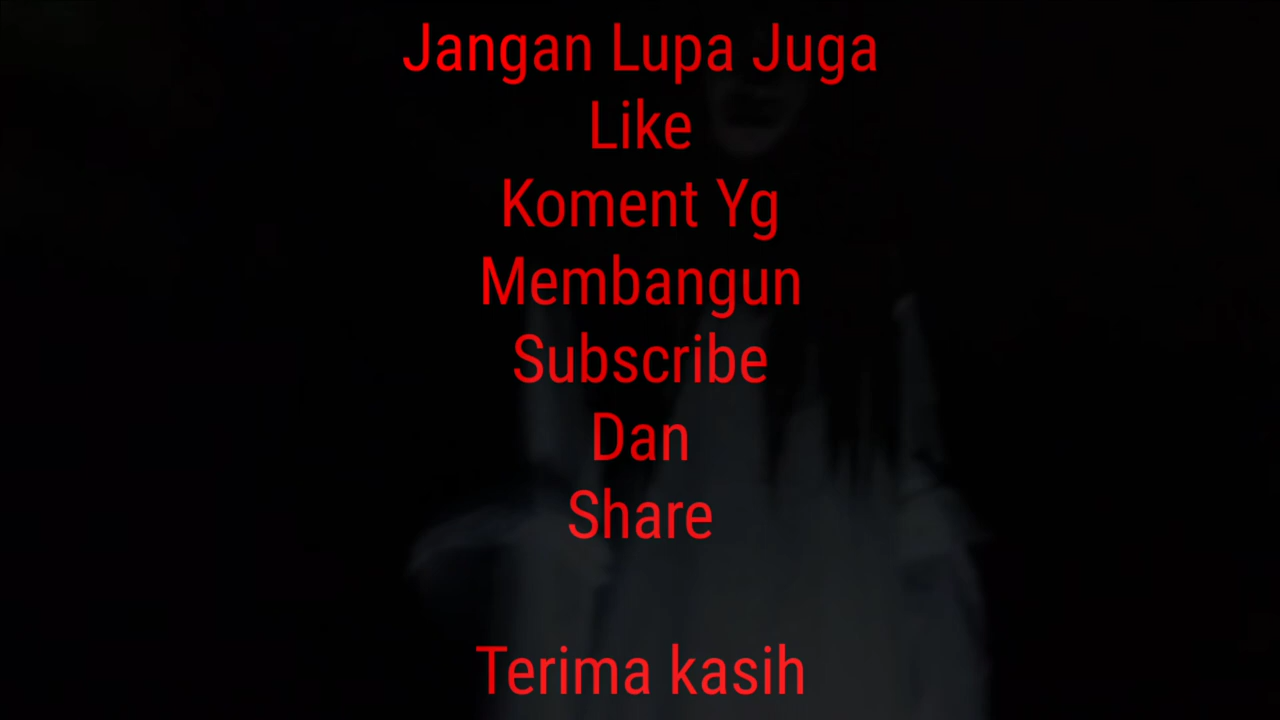 Jangan Lupa Juga
Like
Koment Yg
Membangun
Subscribe
Dan
Share
Terima kasih